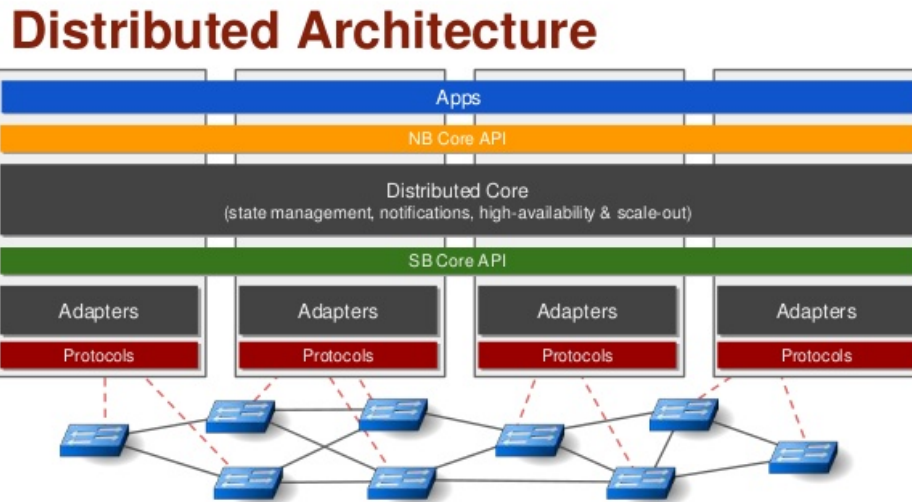 Distributed Architecture
Apps
NB Core API
Distributed Core
(state management, notifications, high-availability & scale-out)
SB Core API
Adapters Adapters Adapters Adapters
Protocols Protocols Protocols Protocols